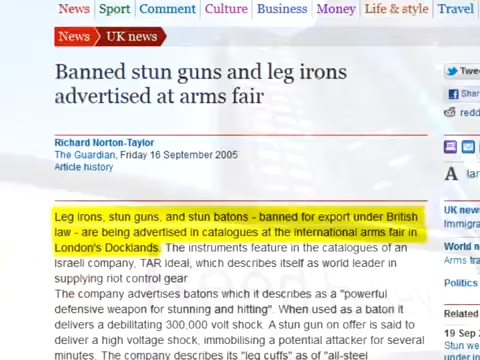 News Sport Comment Culture Business Money Life & style Travel
News UK news
Banned stun guns and leg irons
advertised at arms fair
Twee
Shar
redd
Richard Norton-Taylor
The Guardian, Friday 16 September 2005
Article history
A lar
Leg irons, stun guns, and stun batons - banned for export under British
law - are being advertised in catalogues at the international arms fair in
London's Docklands. The instruments feature in the catalogues of an
Israeli company, TAR Ideal, which describes itself as world leader in
supplying riot control gear.
The company advertises batons which it describes as a "powerful
defensive weapon for stunning and hitting". When used as a baton it
delivers a debilitating 300,000 volt shock. A stun gun on offer is said to
deliver a high voltage shock, immobilising a potential attacker for several
minutes. The company describes its "leg cuffs" as of "all-steel
UK new
Immigra
World n
Arms tra
Politics
Related
19 Sep
Stun we